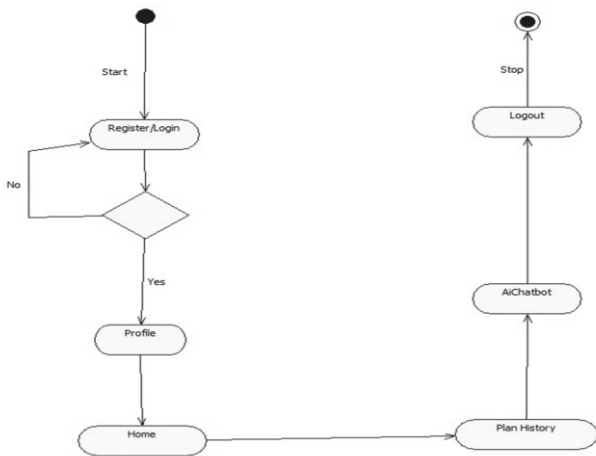 Start
Register/Login
No
Yes
Profile
Home
Plan History
AiChatbot
Logout
Stop